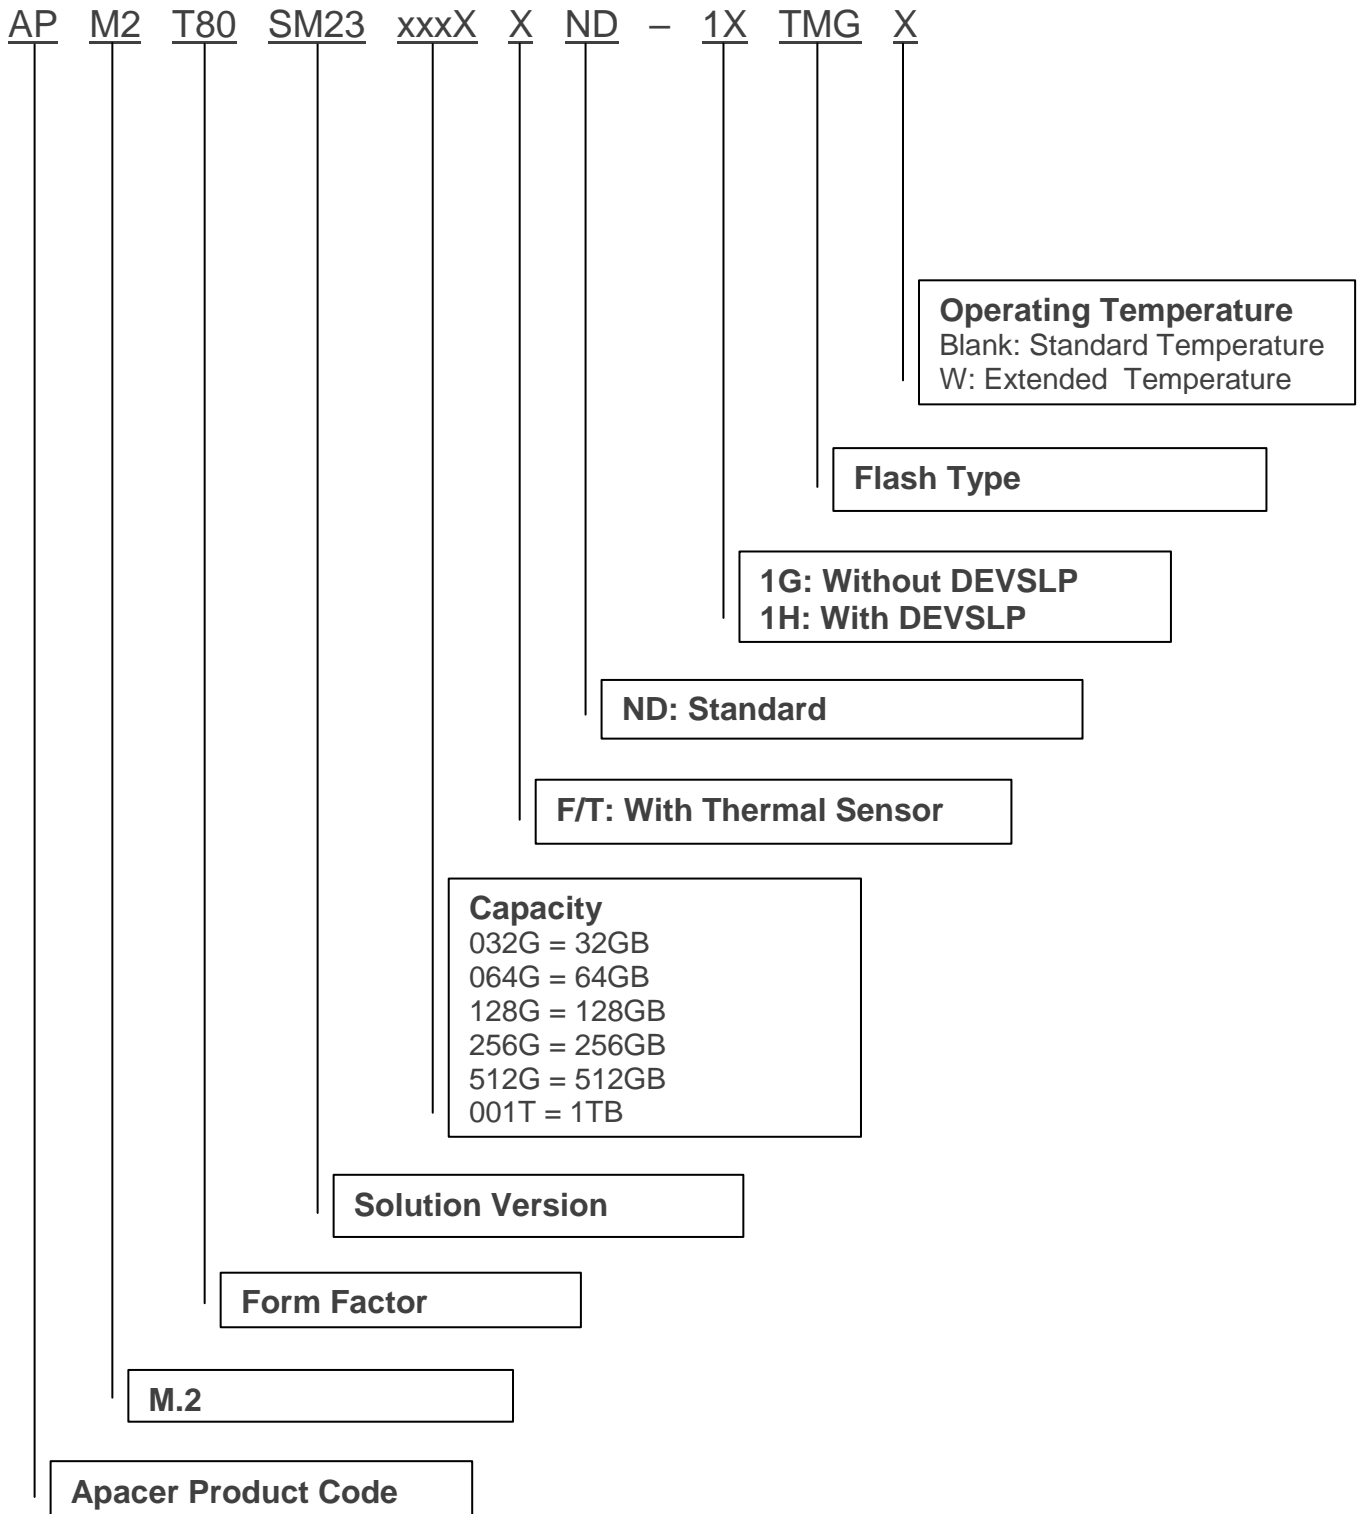 AP M2 T80 SM23 xxxX X ND – 1X TMG X
Operating Temperature
Blank: Standard Temperature
W: Extended Temperature
Flash Type
1G: Without DEVSLP
1H: With DEVSLP
ND: Standard
F/T: With Thermal Sensor
Capacity
032G = 32GB
064G = 64GB
128G = 128GB
256G = 256GB
512G = 512GB
001T = 1TB
Solution Version
Form Factor
M.2
Apacer Product Code